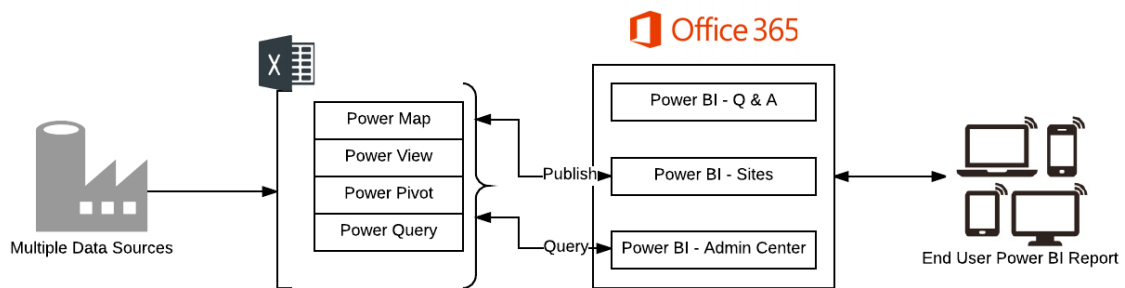 Office 365
X
Power Map
Power View
Power Pivot
Power Query
Multiple Data Sources
Publish
Query
Power BI - Q & A
Power BI - Sites
Power BI - Admin Center
End User Power BI Report